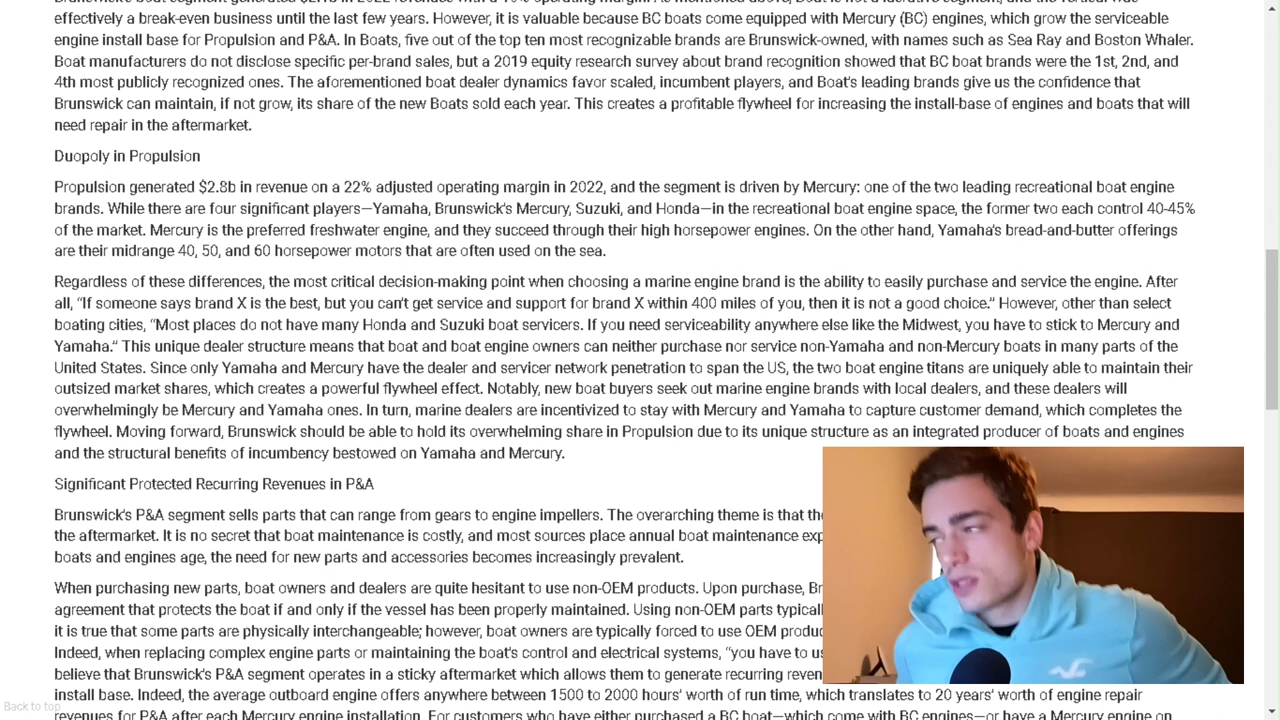 effectively a break-even business until the last few years. However, it is valuable because BC boats come equipped with Mercury (BC) engines, which grow the serviceable
engine install base for Propulsion and P&A. In Boats, five out of the top ten most recognizable brands are Brunswick-owned, with names such as Sea Ray and Boston Whaler.
Boat manufacturers do not disclose specific per-brand sales, but a 2019 equity research survey about brand recognition showed that BC boat brands were the 1st, 2nd, and
4th most publicly recognized ones. The aforementioned boat dealer dynamics favor scaled, incumbent players, and Boat's leading brands give us the confidence that
Brunswick can maintain, if not grow, its share of the new Boats sold each year. This creates a profitable flywheel for increasing the install-base of engines and boats that will
need repair in the aftermarket.
Duopoly in Propulsion
Propulsion generated $2.8b in revenue on a 22% adjusted operating margin in 2022, and the segment is driven by Mercury: one of the two leading recreational boat engine
brands. While there are four significant players—Yamaha, Brunswick's Mercury, Suzuki, and Honda—in the recreational boat engine space, the former two each control 40-45%
of the market. Mercury is the preferred freshwater engine, and they succeed through their high horsepower engines. On the other hand, Yamaha's bread-and-butter offerings
are their midrange 40, 50, and 60 horsepower motors that are often used on the sea.
Regardless of these differences, the most critical decision-making point when choosing a marine engine brand is the ability to easily purchase and service the engine. After
all, “If someone says brand X is the best, but you can't get service and support for brand X within 400 miles of you, then it is not a good choice.” However, other than select
boating cities, “Most places do not have many Honda and Suzuki boat servicers. If you need serviceability anywhere else like the Midwest, you have to stick to Mercury and
Yamaha.” This unique dealer structure means that boat and boat engine owners can neither purchase nor service non-Yamaha and non-Mercury boats in many parts of the
United States. Since only Yamaha and Mercury have the dealer and servicer network penetration to span the US, the two boat engine titans are uniquely able to maintain their
outsized market shares, which creates a powerful flywheel effect. Notably, new boat buyers seek out marine engine brands with local dealers, and these dealers will
overwhelmingly be Mercury and Yamaha ones. In turn, marine dealers are incentivized to stay with Mercury and Yamaha to capture customer demand, which completes the
flywheel. Moving forward, Brunswick should be able to hold its overwhelming share in Propulsion due to its unique structure as an integrated producer of boats and engines
and the structural benefits of incumbency bestowed on Yamaha and Mercury.
Significant Protected Recurring Revenues in P&A
Brunswick's P&A segment sells parts that can range from gears to engine impellers. The overarching theme is that
the aftermarket. It is no secret that boat maintenance is costly, and most sources place annual boat maintenance
boats and engines age, the need for new parts and accessories becomes increasingly prevalent.
When purchasing new parts, boat owners and dealers are quite hesitant to use non-OEM products. Upon purchase,
agreement that protects the boat if and only if the vessel has been properly maintained. Using non-OEM parts
it is true that some parts are physically interchangeable; however, boat owners are typically forced to use OEM
Indeed, when replacing complex engine parts or maintaining the boat's control and electrical systems, “you have to
believe that Brunswick's P&A segment operates in a sticky aftermarket which allows them to generate recurring
install base. Indeed, the average outboard engine offers anywhere between 1500 to 2000 hours' worth of run time, which translates to 20 years' worth of engine repair
revenues for P&A after each Mercury engine installation. For customers who have either purchased a BC boat—which come with BC engines—or have a Mercury engine on
Back to top